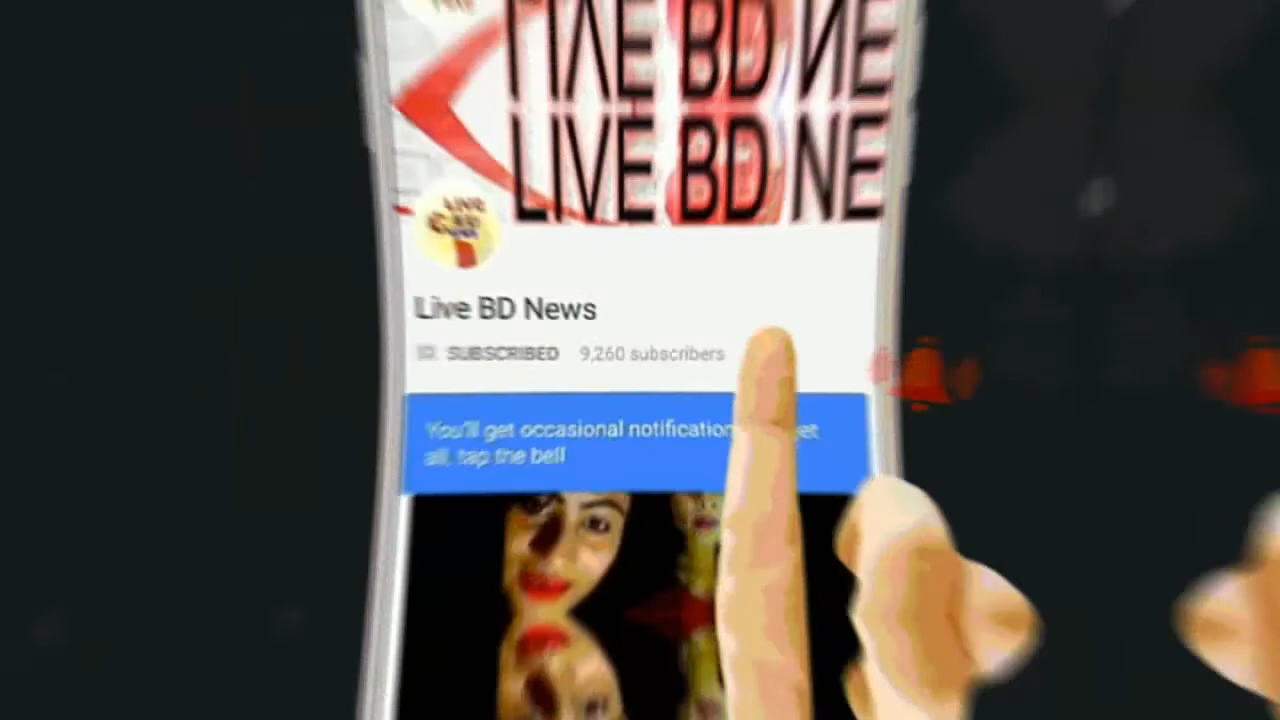 LIVE BD NE
LIVE BD NE
LIVE
Live BD News
SUBSCRIBED 9,260 subscribers
You'll get occasional notification
all, tap the bell